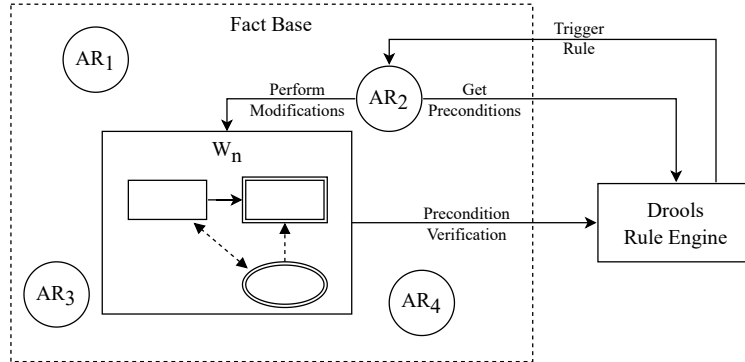 Fact Base
Trigger
Rule
AR1
AR2
Perform
Modifications
Get
Preconditions
Wn
Precondition
Verification
Drools
Rule Engine
AR3
AR4